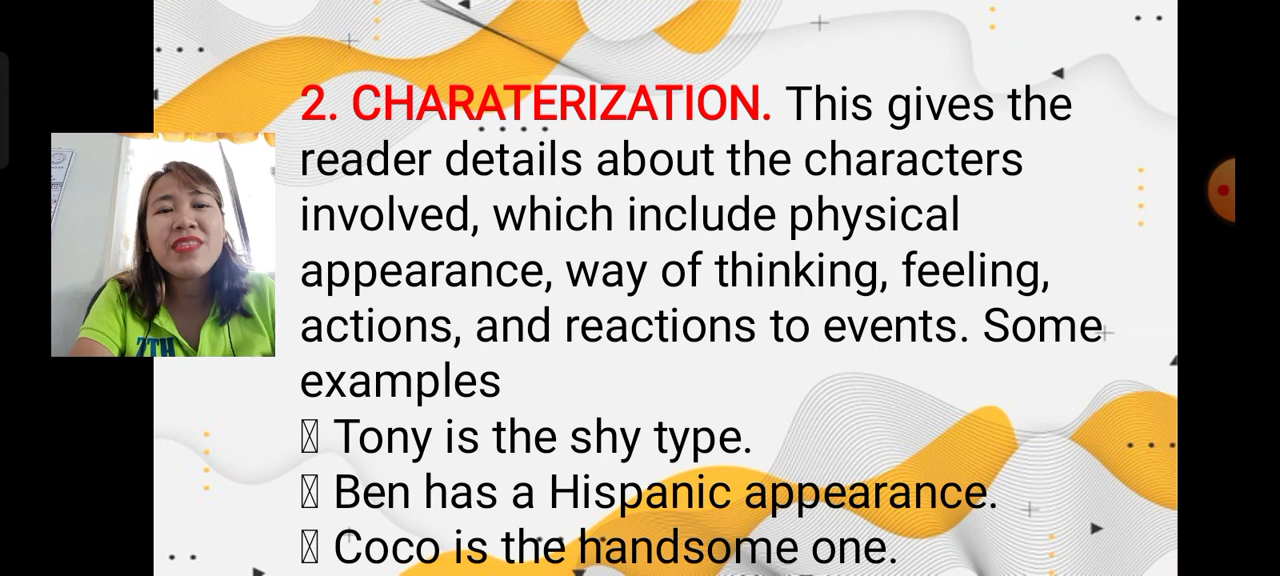 2. CHARATERIZATION. This gives the
reader details about the characters
involved, which include physical
appearance, way of thinking, feeling,
actions, and reactions to events. Some
examples
Tony is the shy type.
Ben has a Hispanic appearance.
Coco is the handsome one.
ZTH